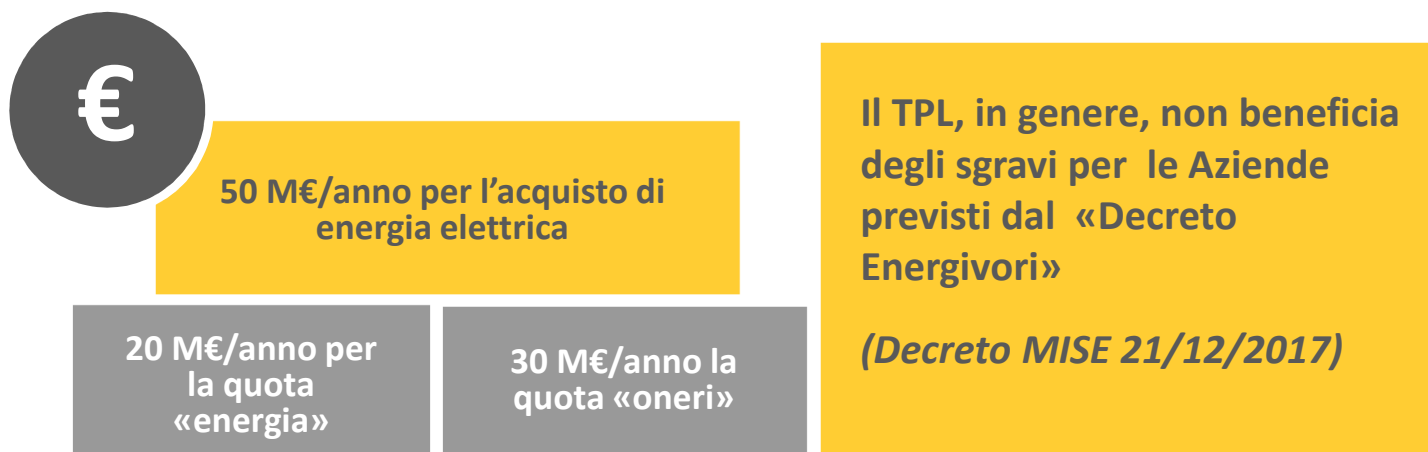 €
50 M€/anno per l’acquisto di
energia elettrica
20 M€/anno per
la quota
«energia»
30 M€/anno la
quota «oneri»
Il TPL, in genere, non beneficia
degli sgravi per  le Aziende
previsti dal  «Decreto
Energivori»
(Decreto MISE 21/12/2017)